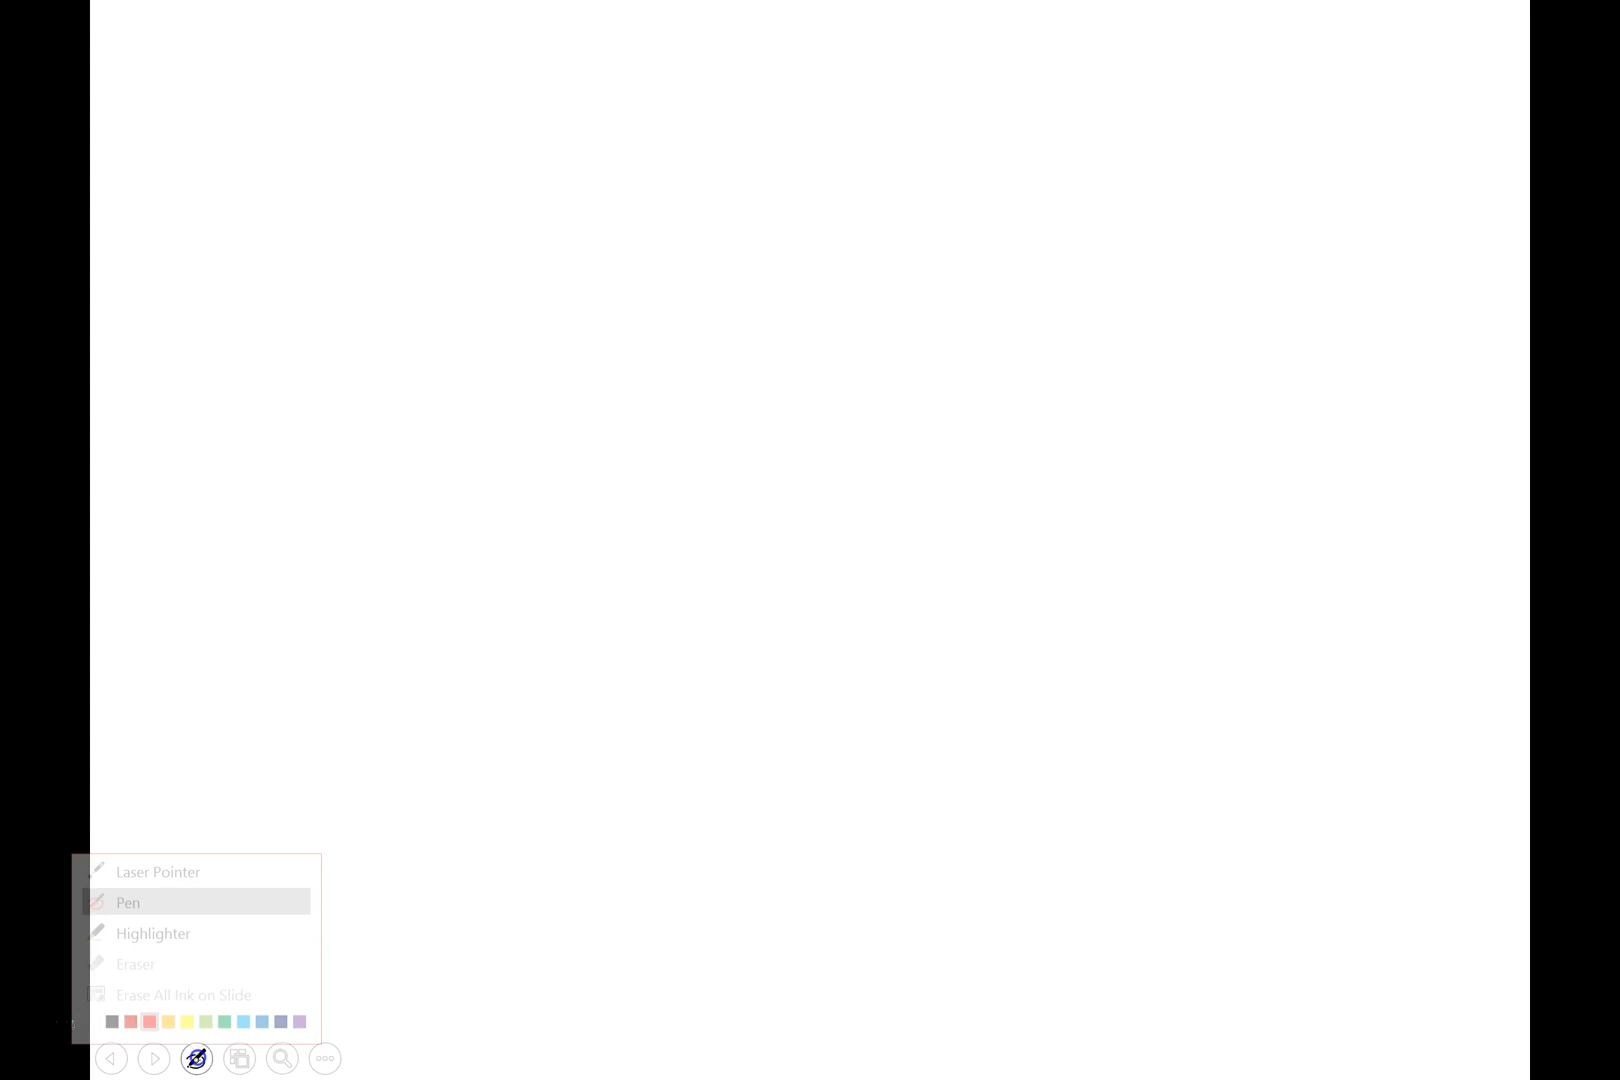 Laser Pointer
Pen
Highlighter
Eraser
Erase All Ink on Slide